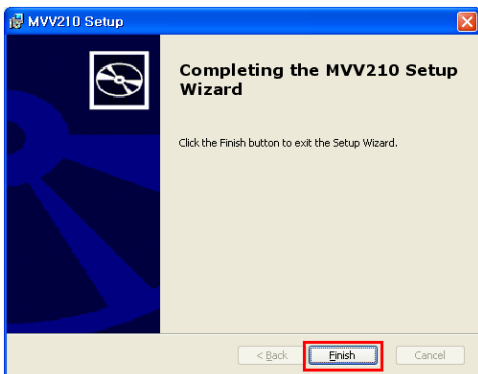 MVV210 Setup
Completing the MVV210 Setup
Wizard
Click the Finish button to exit the Setup Wizard.
< Back
Finish
Cancel